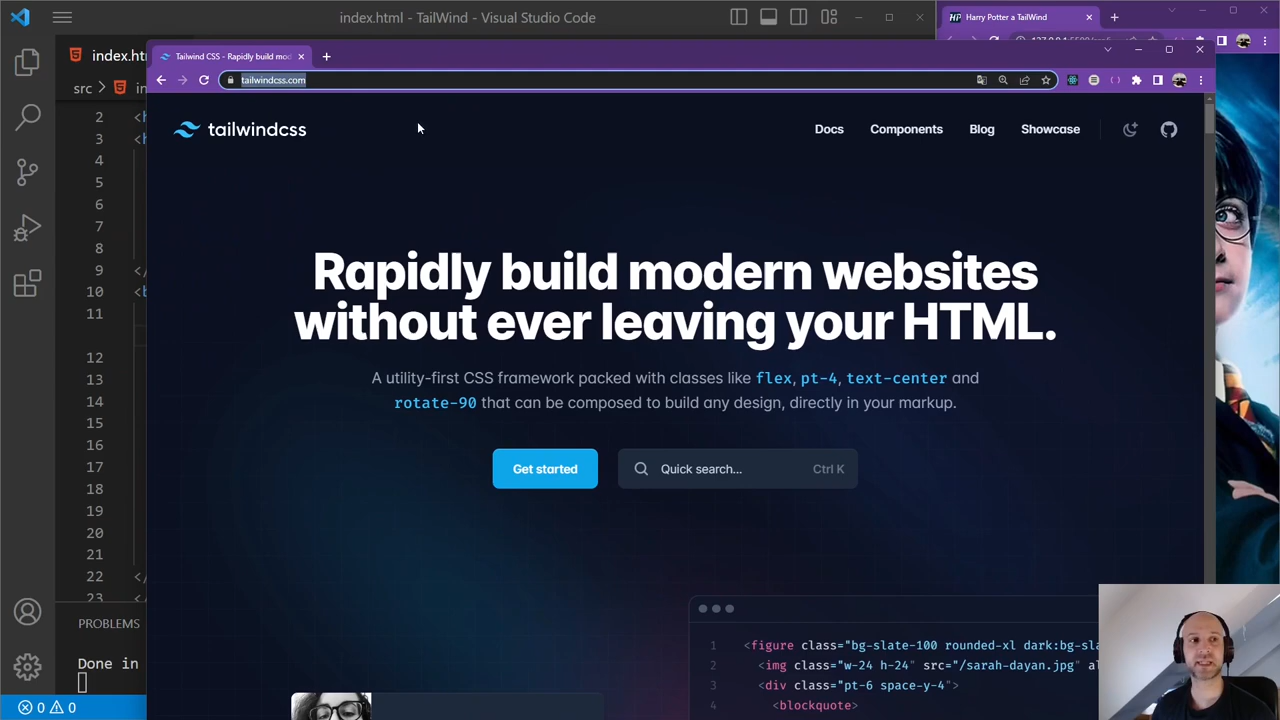 index.html - TailWind - Visual Studio Code
Harry Potter a TailWind
index.h
Tailwind CSS - Rapidly build mod
tailwindcss.com
src > 
tailwindcss
Docs
Components
Blog
Showcase
2
3
4
5
6
7
8
9
10
11
12
13
14
15
16
17
18
19
20
21
22
23
Rapidly build modern websites
without ever leaving your HTML.
A utility-first CSS framework packed with classes like flex, pt-4, text-center and
rotate-90 that can be composed to build any design, directly in your markup.
Get started
Quick search...
Ctrl K
1 <figure class="bg-slate-100 rounded-xl dark:bg-sla
2 <img class="w-24 h-24" src="/sarah-dayan.jpg" al
3 <div class="pt-6 space-y-4">
4 <blockquote>
PROBLEMS
Done in
0 0